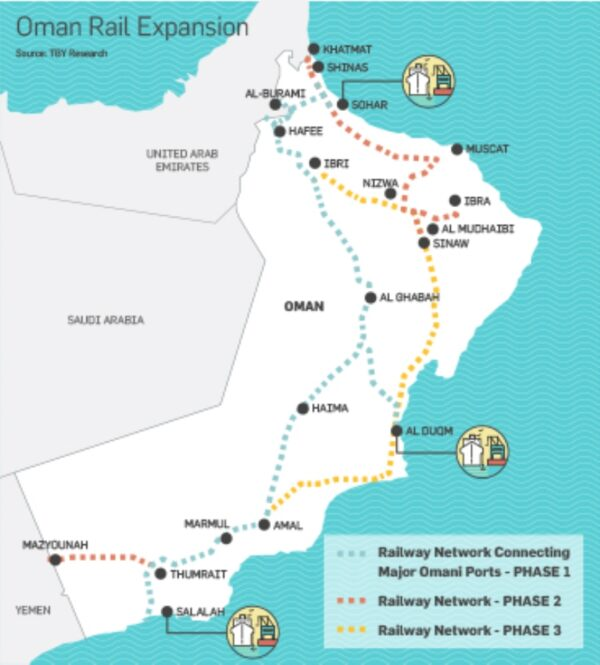 Oman Rail Expansion
Source: TBY Research
KHATMAT
SHINAS
AL-BURAMI
SOHAR
HAFEE
MUSCAT
UNITED ARAB
EMIRATES
IBRI
NIZWA
IBRA
AL MUDHAIBI
SINAW
OMAN
AL GHABAH
SAUDI ARABIA
HAIMA
AL DUQM
MARMUL
AMAL
MAZYOUNAH
THUMRAIT
YEMEN
SALALAH
Railway Network Connecting
Major Omani Ports - PHASE 1
Railway Network - PHASE 2
Railway Network - PHASE 3